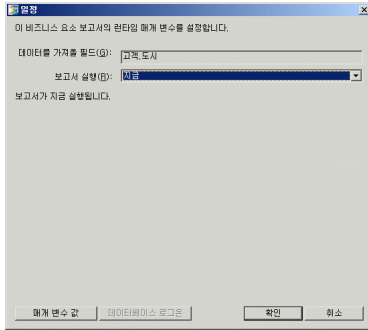 일정
이 비즈니스 요소 보고서의 런타임 매개 변수를 설정합니다.
데이터를 가져올 필드(G): 고객.도시
보고서 실행(R): 지금
보고서가 지금 실행됩니다.
매개 변수 값 데이터베이스 로그온 확인 취소